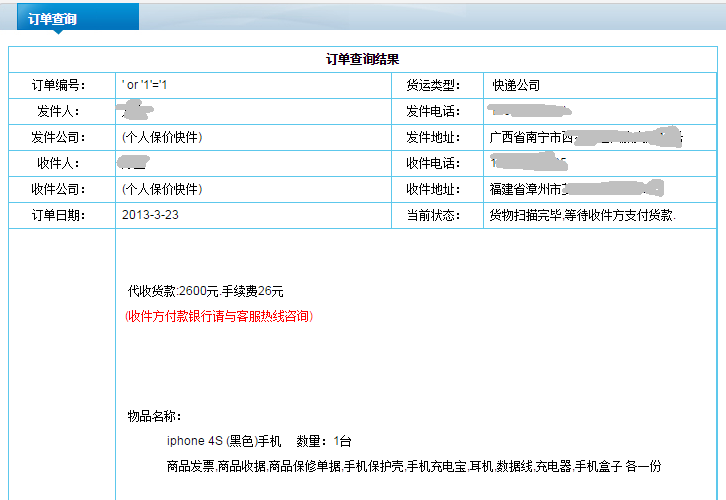 订单查询
订单查询结果
订单编号： ' or '1'='1 货运类型： 快递公司
发件人： 发件电话：
发件公司： (个人保价快件) 发件地址： 广西省南宁市西
收件人： 收件电话：
收件公司： (个人保价快件) 收件地址： 福建省漳州市
订单日期： 2013-3-23 当前状态： 货物扫描完毕,等待收件方支付货款.
代收货款:2600元.手续费26元
(收件方付款银行请与客服热线咨询)
物品名称：
iphone 4S (黑色)手机 数量：1台
商品发票,商品收据,商品保修单据,手机保护壳,手机充电宝,耳机,数据线,充电器,手机盒子 各一份